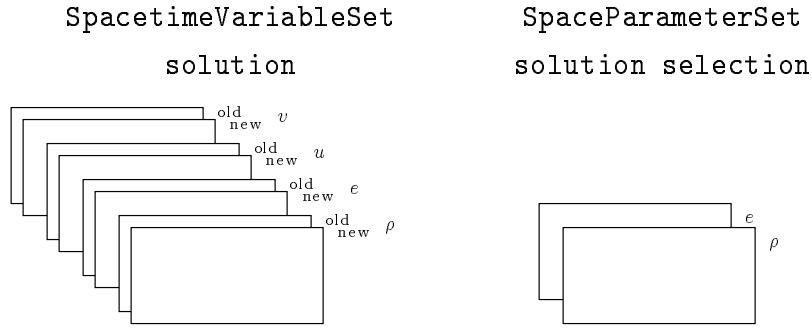 SpacetimeVariableSet
solution
old
new v
old
new u
old
new e
old
new ρ
SpaceParameterSet
solution selection
e
ρ